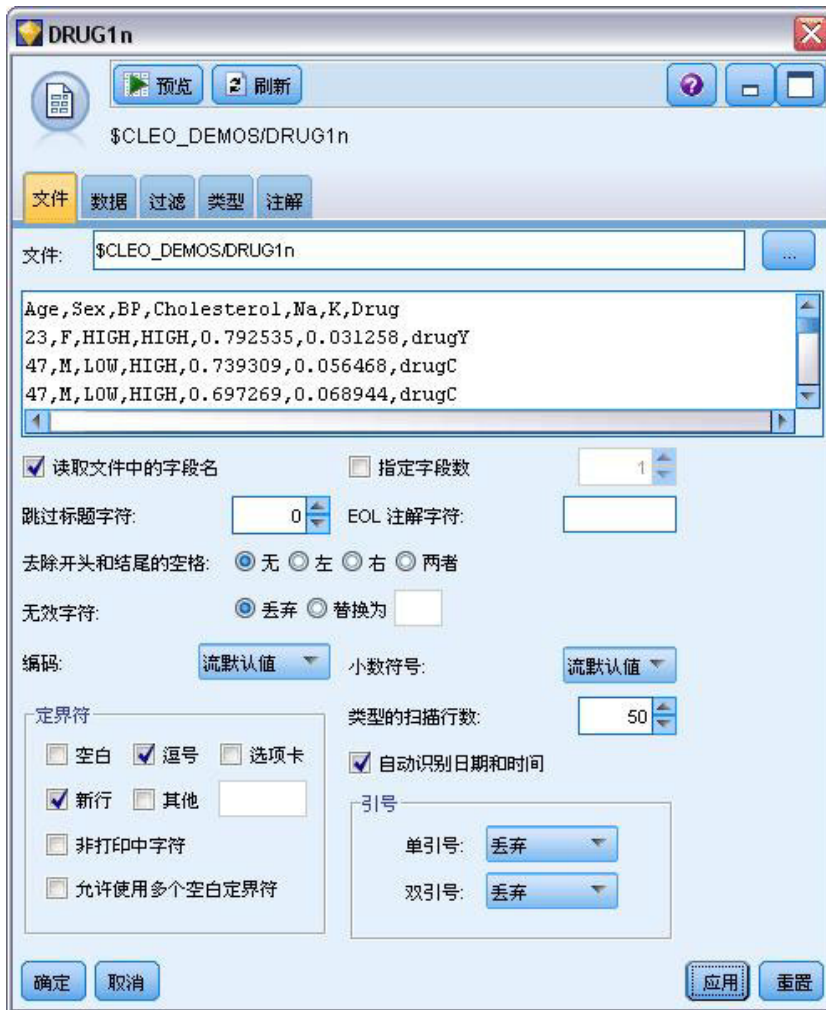 DRUG1n
预览 刷新
$CLEO_DEMOS/DRUG1n
文件 数据 过滤 类型 注解
文件: $CLEO_DEMOS/DRUG1n ...
Age,Sex,BP,Cholesterol,Na,K,Drug
23,F,HIGH,HIGH,0.792535,0.031258,drugY
47,M,LOW,HIGH,0.739309,0.056468,drugC
47,M,LOW,HIGH,0.697269,0.068944,drugC
读取文件中的字段名 指定字段数 1
跳过标题字符: 0 EOL 注解字符:
去除开头和结尾的空格: 无 左 右 两者
无效字符: 丢弃 替换为
编码: 流默认值 小数符号: 流默认值
定界符
空白 逗号 选项卡
新行 其他
非打印中字符
允许使用多个空白定界符
类型的扫描行数: 50
自动识别日期和时间
引号
单引号: 丢弃
双引号: 丢弃
确定 取消 应用 重置